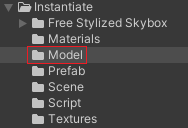 Instantiate
Free Stylized Skybox
Materials
Model
Prefab
Scene
Script
Textures